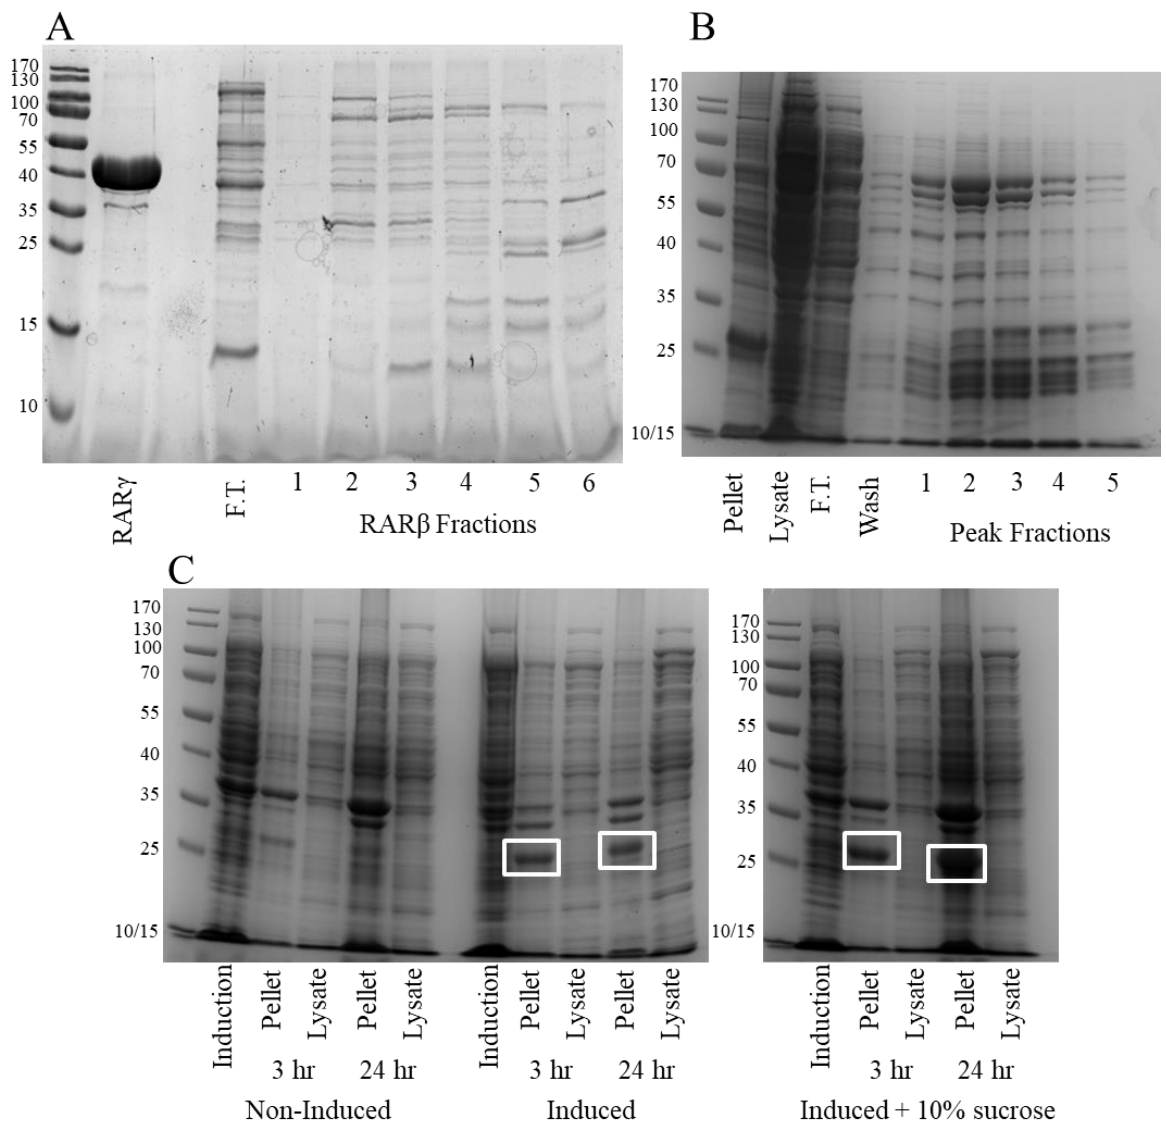 A
170
130
100
70
55
40
35
25
15
10
RARγ
F.T.
1 2 3 4 5 6
RARβ Fractions
B
170
130
100
70
55
40
35
25
10/15
Pellet
Lysate
F.T.
Wash
1 2 3 4 5
Peak Fractions
C
170
130
100
70
55
40
35
25
10/15
Induction
Pellet
Lysate
Pellet
Lysate
3 hr 24 hr
Non-Induced
Induction
Pellet
Lysate
Pellet
Lysate
3 hr 24 hr
Induced
170
130
100
70
55
40
35
25
10/15
Induction
Pellet
Lysate
Pellet
Lysate
3 hr 24 hr
Induced + 10% sucrose